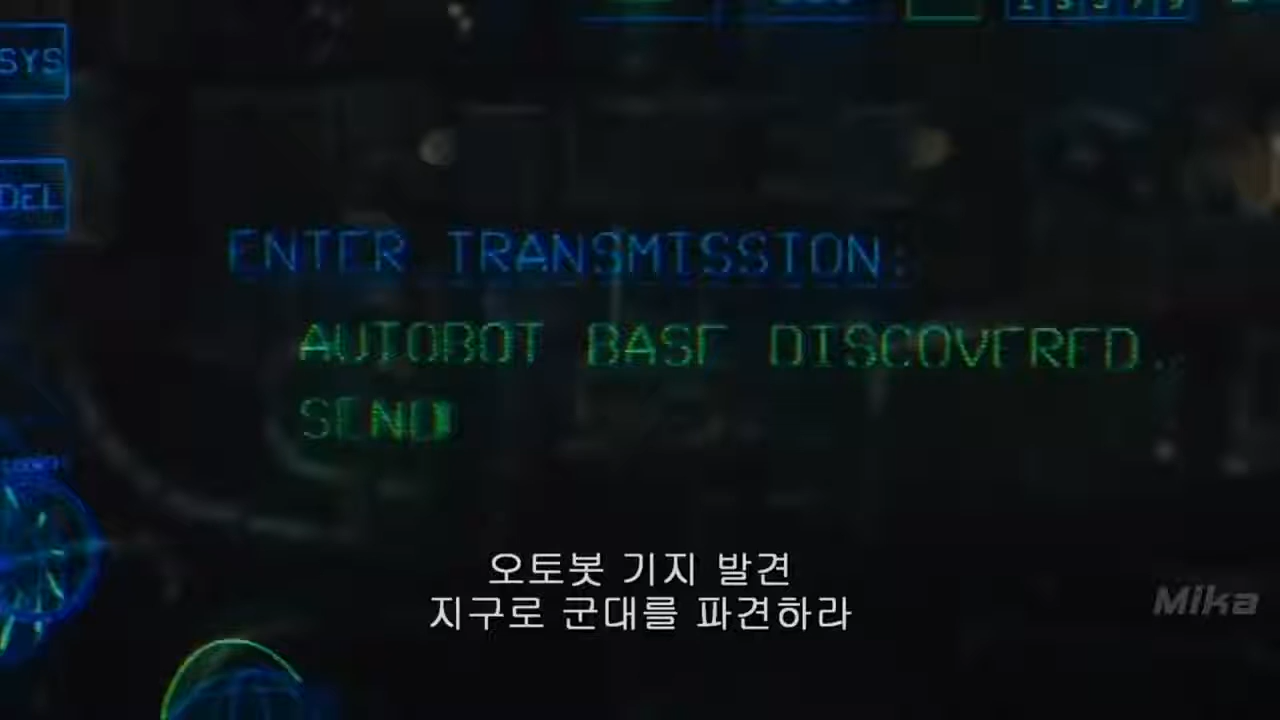 SYS
DEL
ENTER TRANSMISSION:
AUTOBOT BASE DISCOVERED..
SEND
오토봇 기지 발견
지구로 군대를 파견하라
Mika